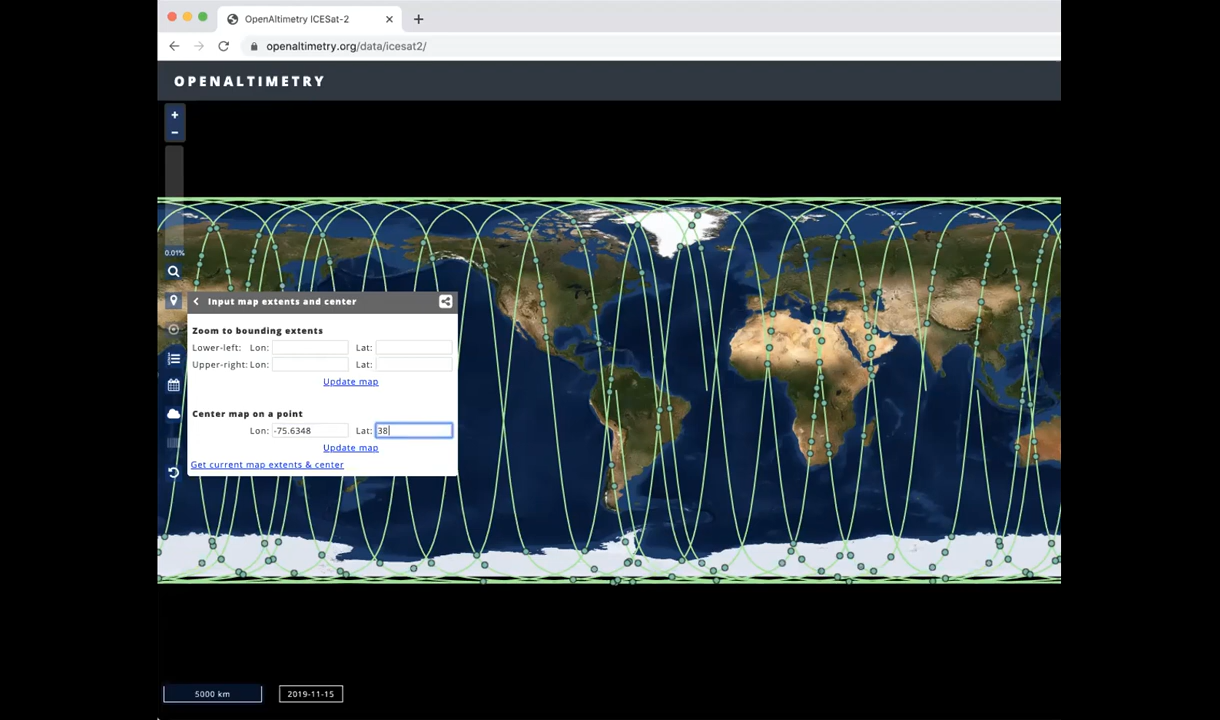 OpenAltimetry ICESat-2
openaltimetry.org/data/icesat2/
OPENALTIMETRY
+
−
0.01%
Input map extents and center
Zoom to bounding extents
Lower-left: Lon: Lat:
Upper-right: Lon: Lat:
Update map
Center map on a point
Lon: -75.6348 Lat: 38
Update map
Get current map extents & center
5000 km 2019-11-15